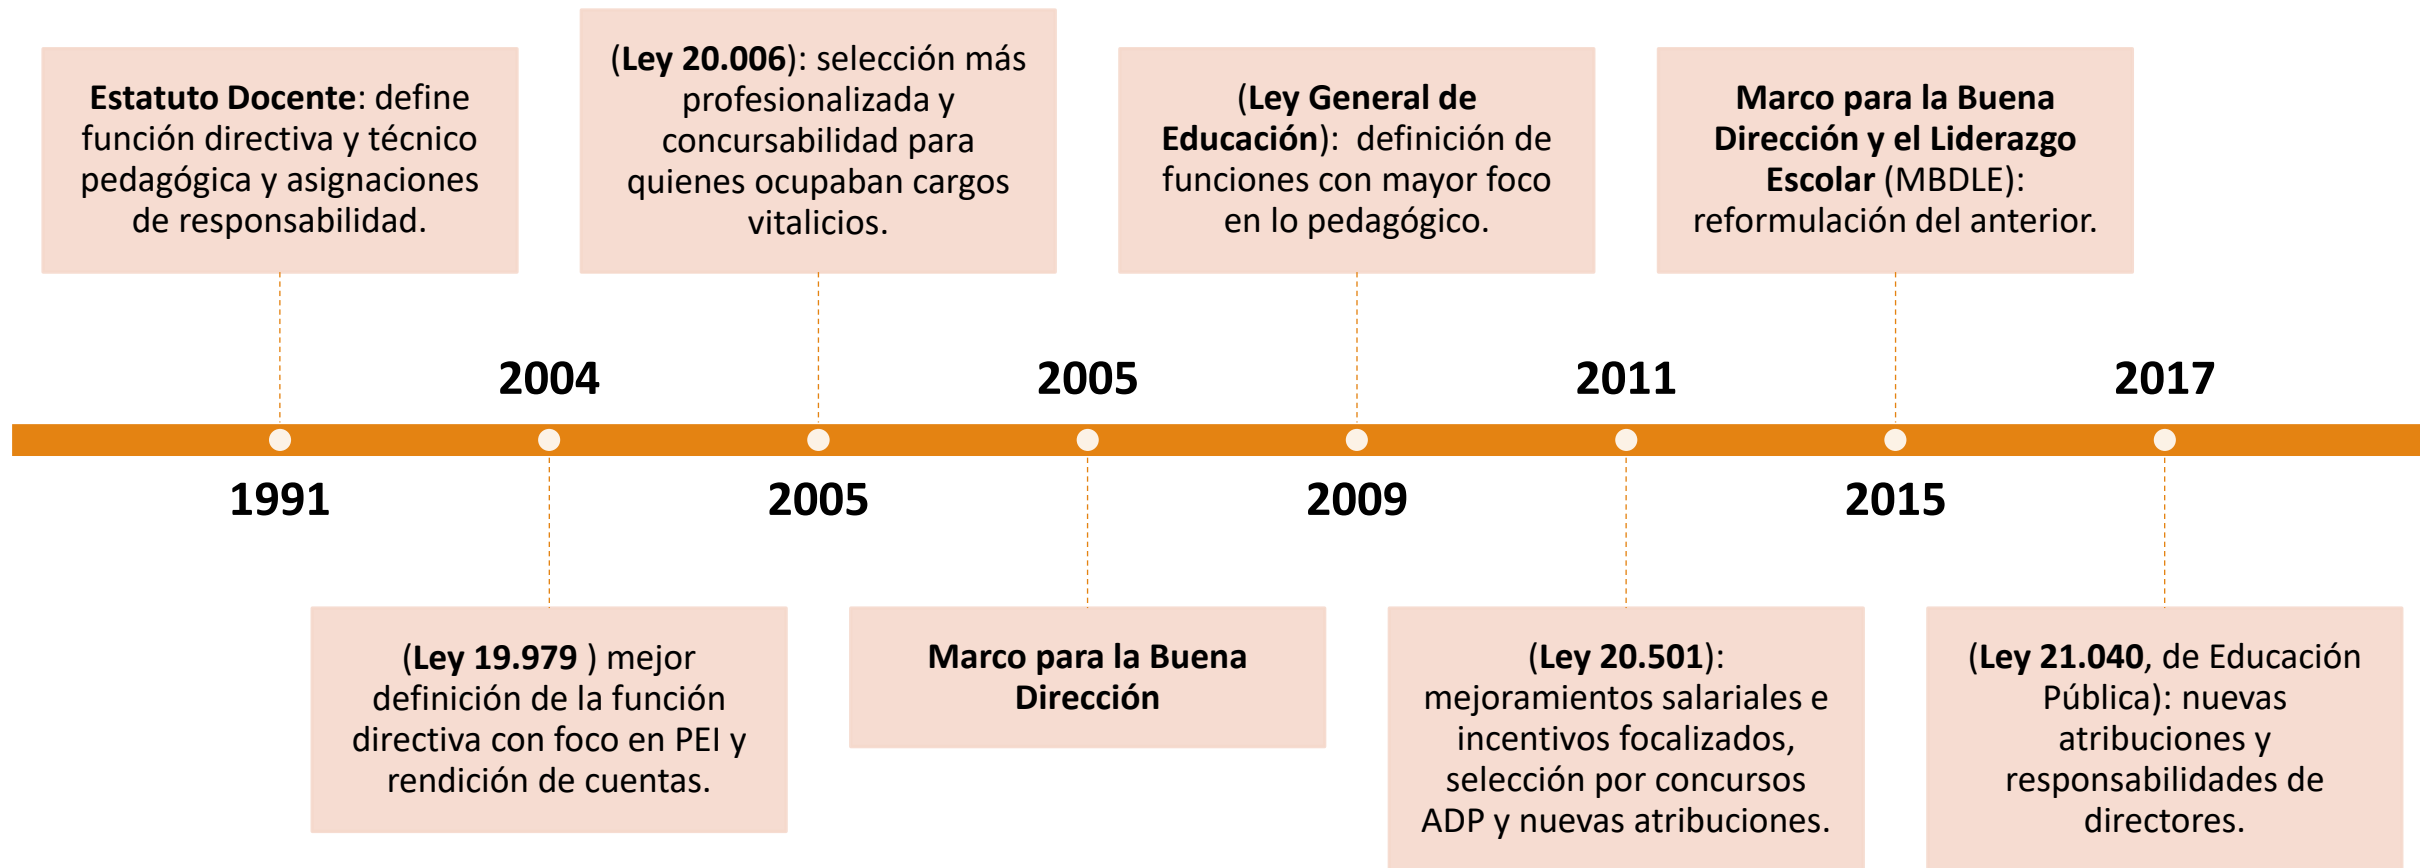 Estatuto Docente: define
función directiva y técnico
pedagógica y asignaciones
de responsabilidad.
1991
2004
(Ley 19.979 ) mejor
definición de la función
directiva con foco en PEI y
rendición de cuentas.
(Ley 20.006): selección más
profesionalizada y
concursabilidad para
quienes ocupaban cargos
vitalicios.
2005
2005
Marco para la Buena
Dirección
(Ley General de
Educación):  definición de
funciones con mayor foco
en lo pedagógico.
2009
2011
(Ley 20.501):
mejoramientos salariales e
incentivos focalizados,
selección por concursos
ADP y nuevas atribuciones.
Marco para la Buena
Dirección y el Liderazgo
Escolar (MBDLE):
reformulación del anterior.
2015
2017
(Ley 21.040, de Educación
Pública): nuevas
atribuciones y
responsabilidades de
directores.